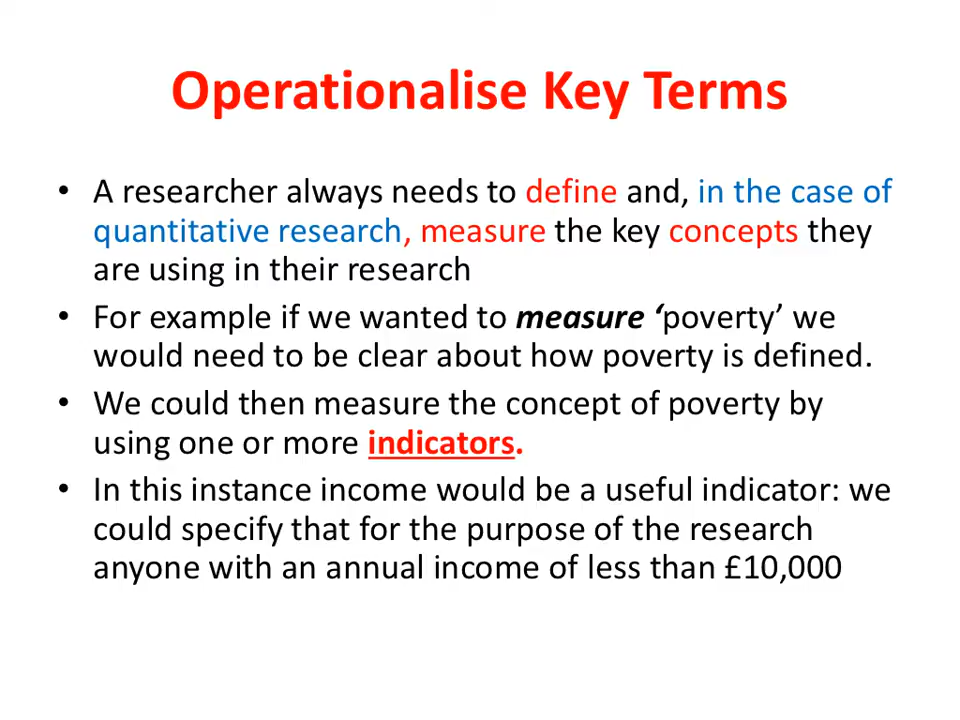 Operationalise Key Terms
• A researcher always needs to define and, in the case of
quantitative research, measure the key concepts they
are using in their research
• For example if we wanted to measure ‘poverty’ we
would need to be clear about how poverty is defined.
• We could then measure the concept of poverty by
using one or more indicators.
• In this instance income would be a useful indicator: we
could specify that for the purpose of the research
anyone with an annual income of less than £10,000